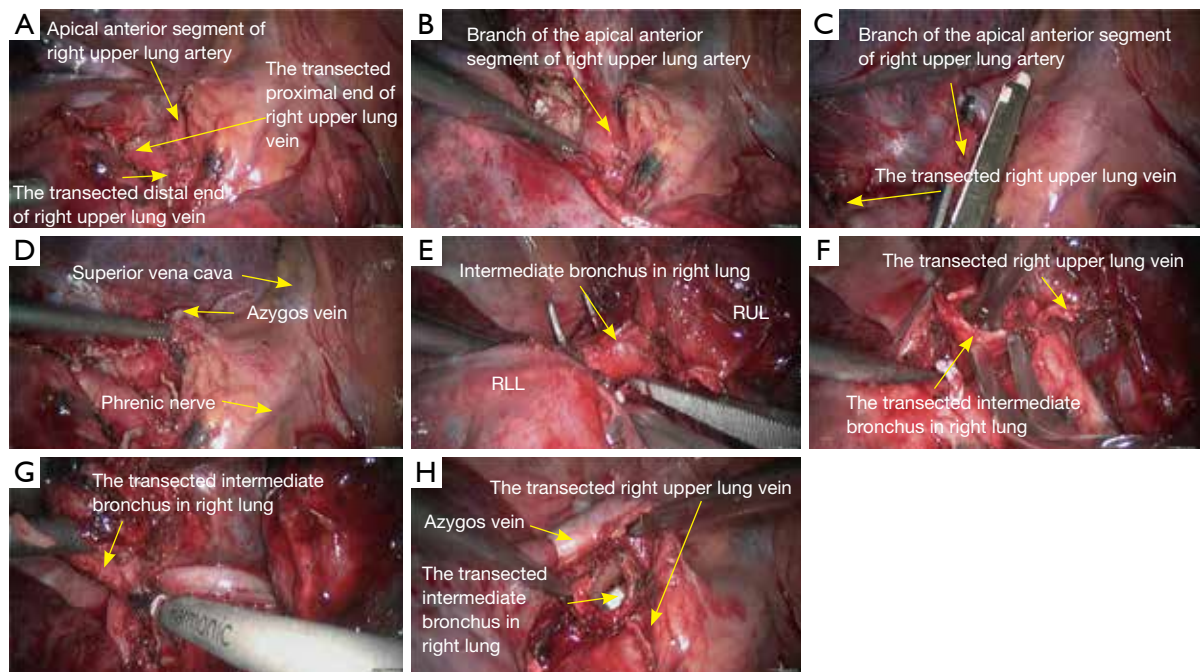 A
Apical anterior segment of
right upper lung artery
The transected
proximal end of
right upper lung
vein
The transected distal end
of right upper lung vein
B
Branch of the apical anterior
segment of right upper lung artery
C
Branch of the apical anterior segment
of right upper lung artery
The transected right upper lung vein
D
Superior vena cava
Azygos vein
Phrenic nerve
E
Intermediate bronchus in right lung
RUL
RLL
F
The transected right upper lung vein
The transected intermediate
bronchus in right lung
G
The transected intermediate
bronchus in right lung
H
The transected right upper lung vein
Azygos vein
The transected
intermediate
bronchus in
right lung